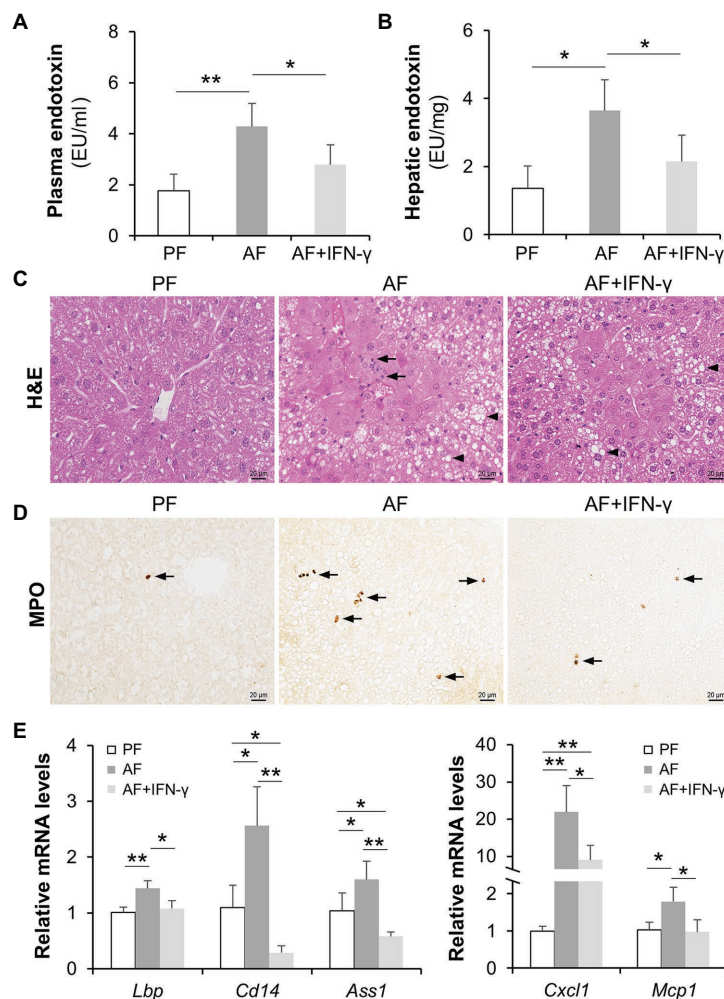 A
Plasma endotoxin
(EU/ml)
8
6
4
2
0
**
*
PF
AF
AF+IFN-γ
B
Hepatic endotoxin
(EU/mg)
6
4
2
0
*
*
PF
AF
AF+IFN-γ
C
PF
AF
AF+IFN-γ
H&E
20 μm
20 μm
20 μm
D
PF
AF
AF+IFN-γ
MPO
20 μm
20 μm
20 μm
E
Relative mRNA levels
4
3
2
1
0
PF
AF
AF+IFN-γ
**
*
*
*
**
*
*
**
Lbp
Cd14
Ass1
Relative mRNA levels
40
30
20
10
2
1
0
PF
AF
AF+IFN-γ
**
**
*
*
*
Cxcl1
Mcp1